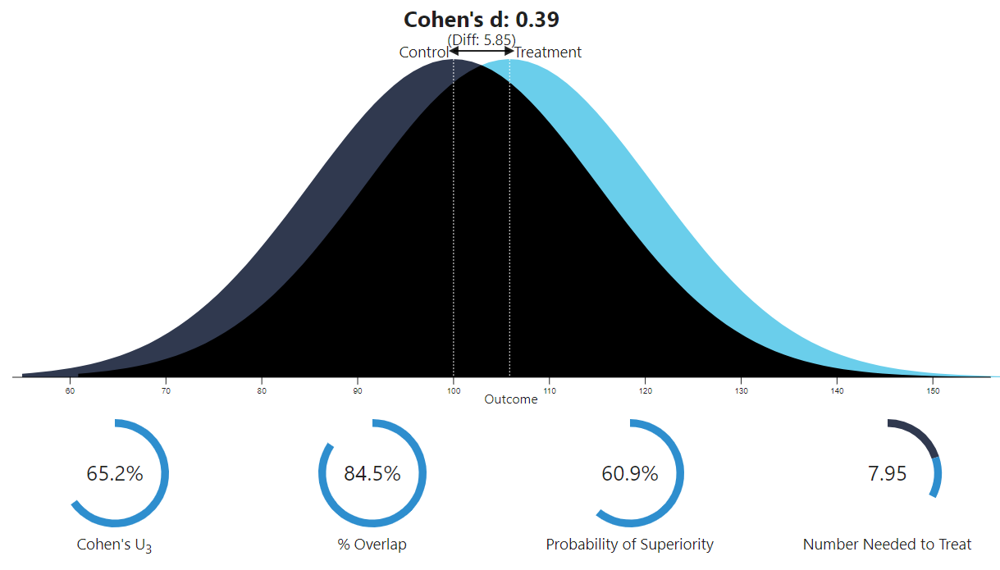 Cohen's d: 0.39
(Diff: 5.85)
Control Treatment
60 70 80 90 100 110 120 130 140 150
Outcome
65.2% 84.5% 60.9% 7.95
Cohen's U3 % Overlap Probability of Superiority Number Needed to Treat